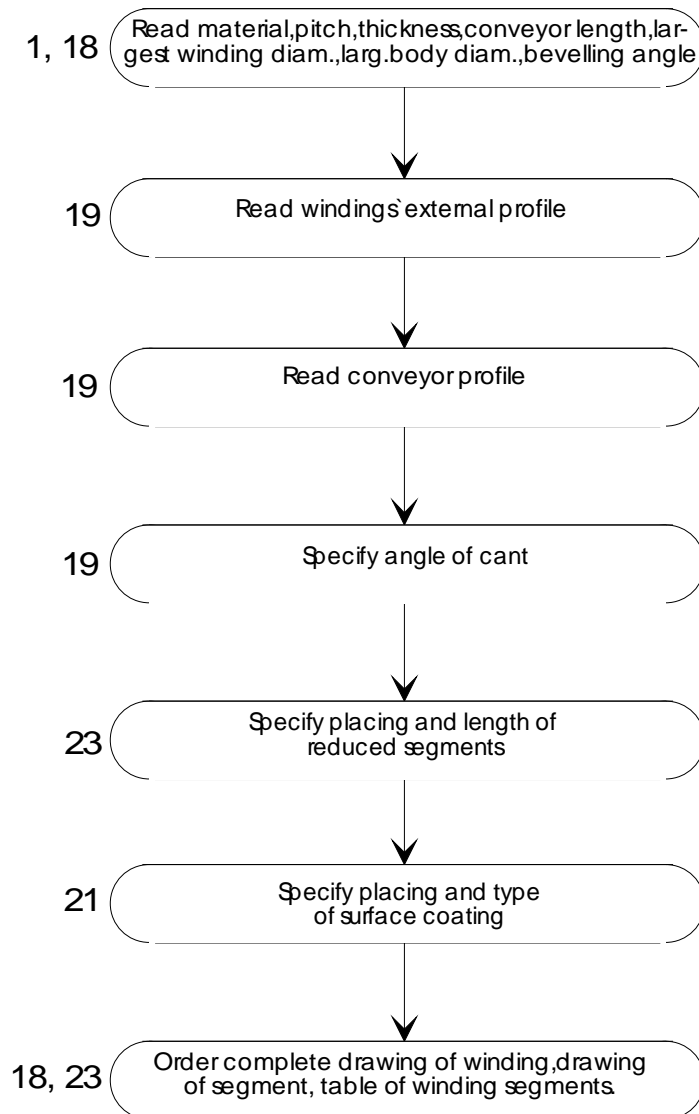 1, 18
Read material,pitch,thickness,conveyor length,lar-
gest winding diam.,larg.body diam.,bevelling angle
19
Read windings`external profile
19
Read conveyor profile
19
Specify angle of cant
23
Specify placing and length of
reduced segments
21
Specify placing and type
of surface coating
18, 23
Order complete drawing of winding,drawing
of segment, table of winding segments.